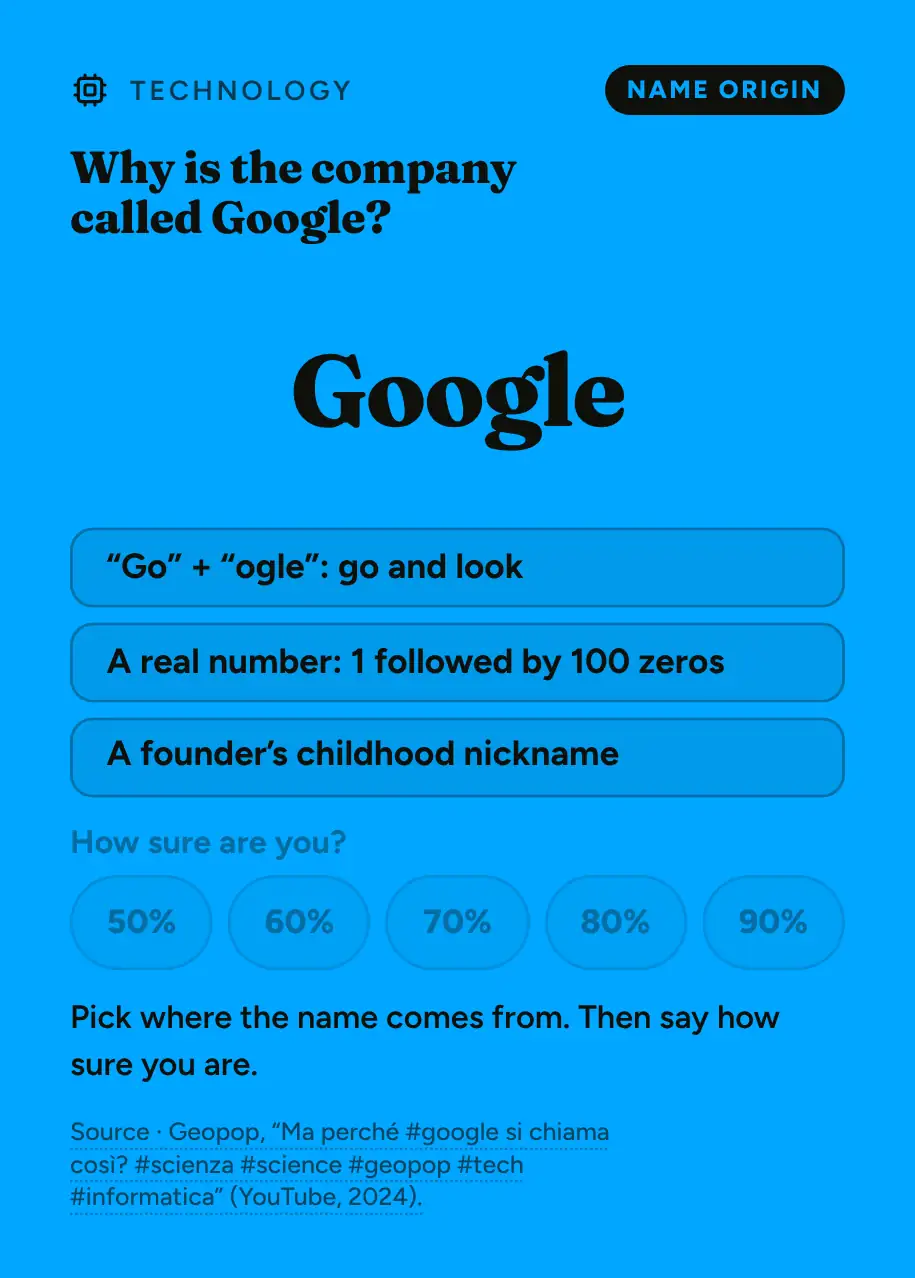 TECHNOLOGY
NAME ORIGIN
Why is the company
called Google?
Google
“Go” + “ogle”: go and look
A real number: 1 followed by 100 zeros
A founder’s childhood nickname
How sure are you?
50% 60% 70% 80% 90%
Pick where the name comes from. Then say how
sure you are.
Source · Geopop, “Ma perché #google si chiama
così? #scienza #science #geopop #tech
#informatica” (YouTube, 2024).